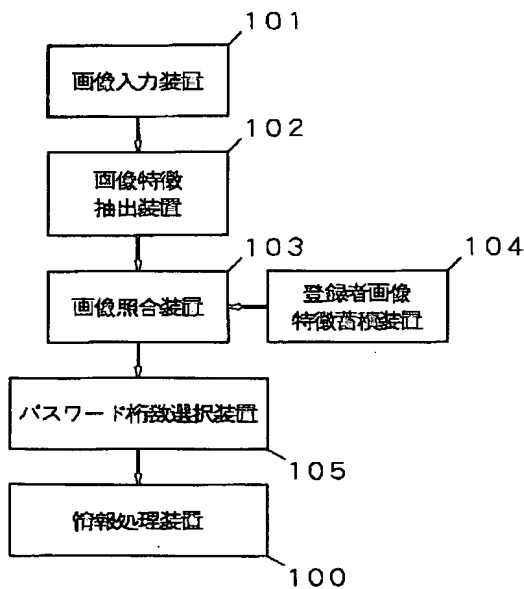 101
画像入力装置
102
画像特徴
抽出装置
103
画像照合装置
104
登録者画像
特徴蓄積装置
パスワード桁数選択装置
105
情報処理装置
100